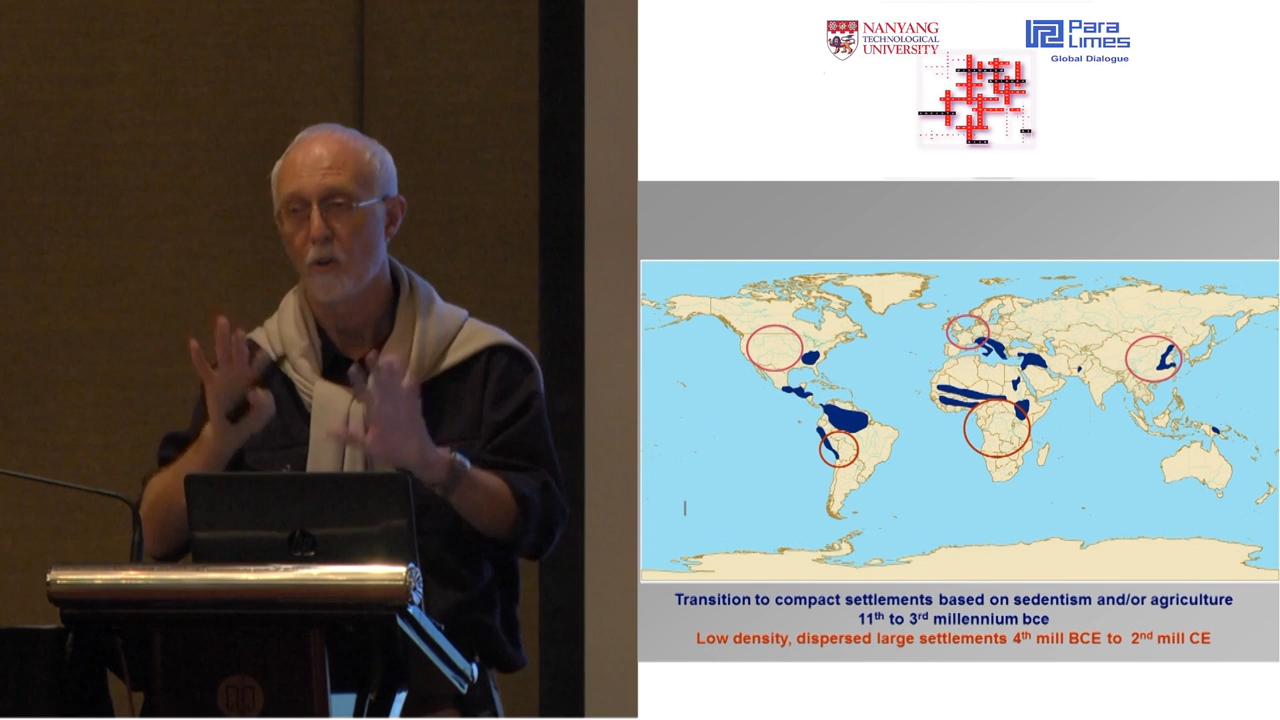 NANYANG
TECHNOLOGICAL
UNIVERSITY
Para
Limes
Global Dialogue
Transition to compact settlements based on sedentism and/or agriculture
11th to 3rd millennium bce
Low density, dispersed large settlements 4th mill BCE to 2nd mill CE